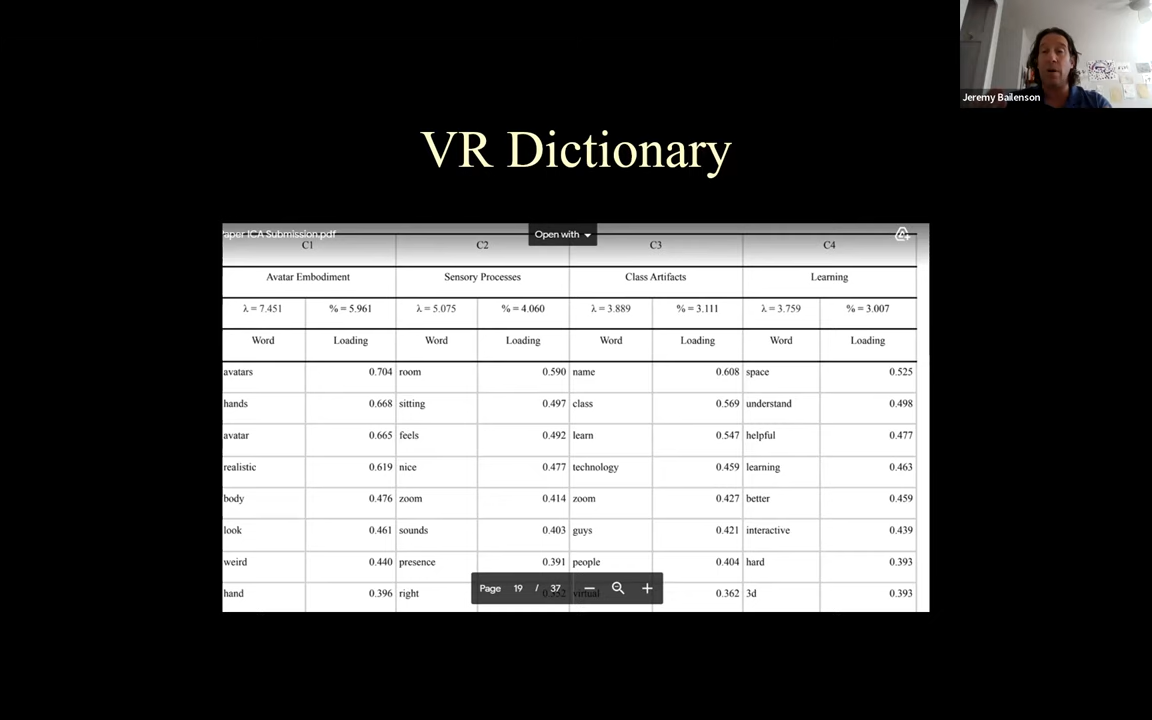 Jeremy Bailenson
VR Dictionary
aper ICA Submission.pdf
Open with
C1 C2 C3 C4
Avatar Embodiment Sensory Processes Class Artifacts Learning
λ = 7.451 % = 5.961 λ = 5.075 % = 4.060 λ = 3.889 % = 3.111 λ = 3.759 % = 3.007
Word Loading Word Loading Word Loading Word Loading
avatars 0.704 room 0.590 name 0.608 space 0.525
hands 0.668 sitting 0.497 class 0.569 understand 0.498
avatar 0.665 feels 0.492 learn 0.547 helpful 0.477
realistic 0.619 nice 0.477 technology 0.459 learning 0.463
body 0.476 zoom 0.414 zoom 0.427 better 0.459
look 0.461 sounds 0.403 guys 0.421 interactive 0.439
weird 0.440 presence 0.391 people 0.404 hard 0.393
Page 19 / 37
hand 0.396 right virtual 0.362 3d 0.393